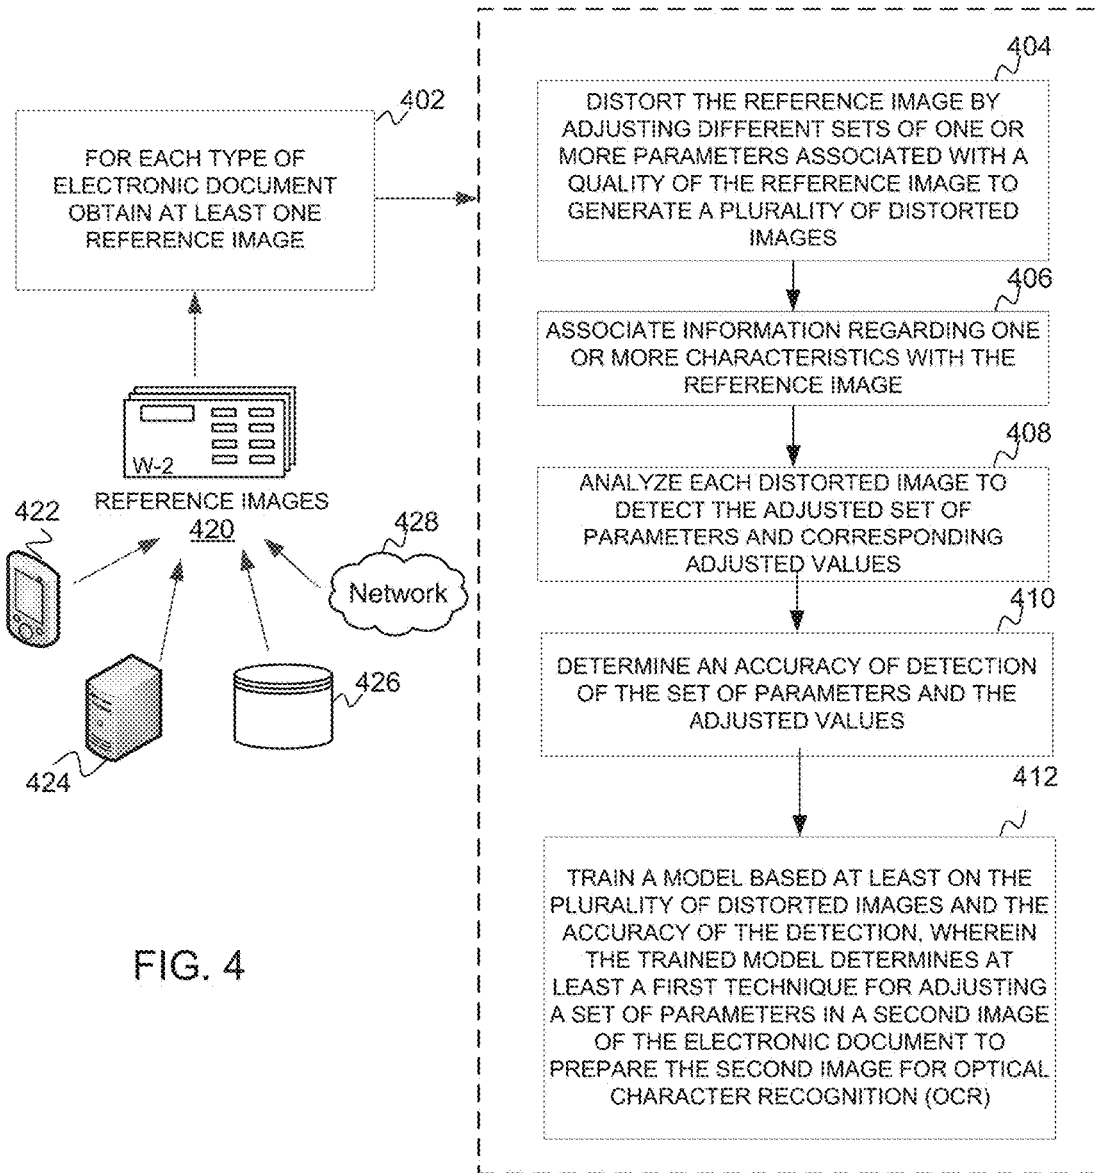 402
FOR EACH TYPE OF
ELECTRONIC DOCUMENT
OBTAIN AT LEAST ONE
REFERENCE IMAGE
W-2
REFERENCE IMAGES
420
422
424
426
428
Network
FIG. 4
404
DISTORT THE REFERENCE IMAGE BY
ADJUSTING DIFFERENT SETS OF ONE OR
MORE PARAMETERS ASSOCIATED WITH A
QUALITY OF THE REFERENCE IMAGE TO
GENERATE A PLURALITY OF DISTORTED
IMAGES
406
ASSOCIATE INFORMATION REGARDING ONE
OR MORE CHARACTERISTICS WITH THE
REFERENCE IMAGE
408
ANALYZE EACH DISTORTED IMAGE TO
DETECT THE ADJUSTED SET OF
PARAMETERS AND CORRESPONDING
ADJUSTED VALUES
410
DETERMINE AN ACCURACY OF DETECTION
OF THE SET OF PARAMETERS AND THE
ADJUSTED VALUES
412
TRAIN A MODEL BASED AT LEAST ON THE
PLURALITY OF DISTORTED IMAGES AND THE
ACCURACY OF THE DETECTION, WHEREIN
THE TRAINED MODEL DETERMINES AT
LEAST A FIRST TECHNIQUE FOR ADJUSTING
A SET OF PARAMETERS IN A SECOND IMAGE
OF THE ELECTRONIC DOCUMENT TO
PREPARE THE SECOND IMAGE FOR OPTICAL
CHARACTER RECOGNITION (OCR)